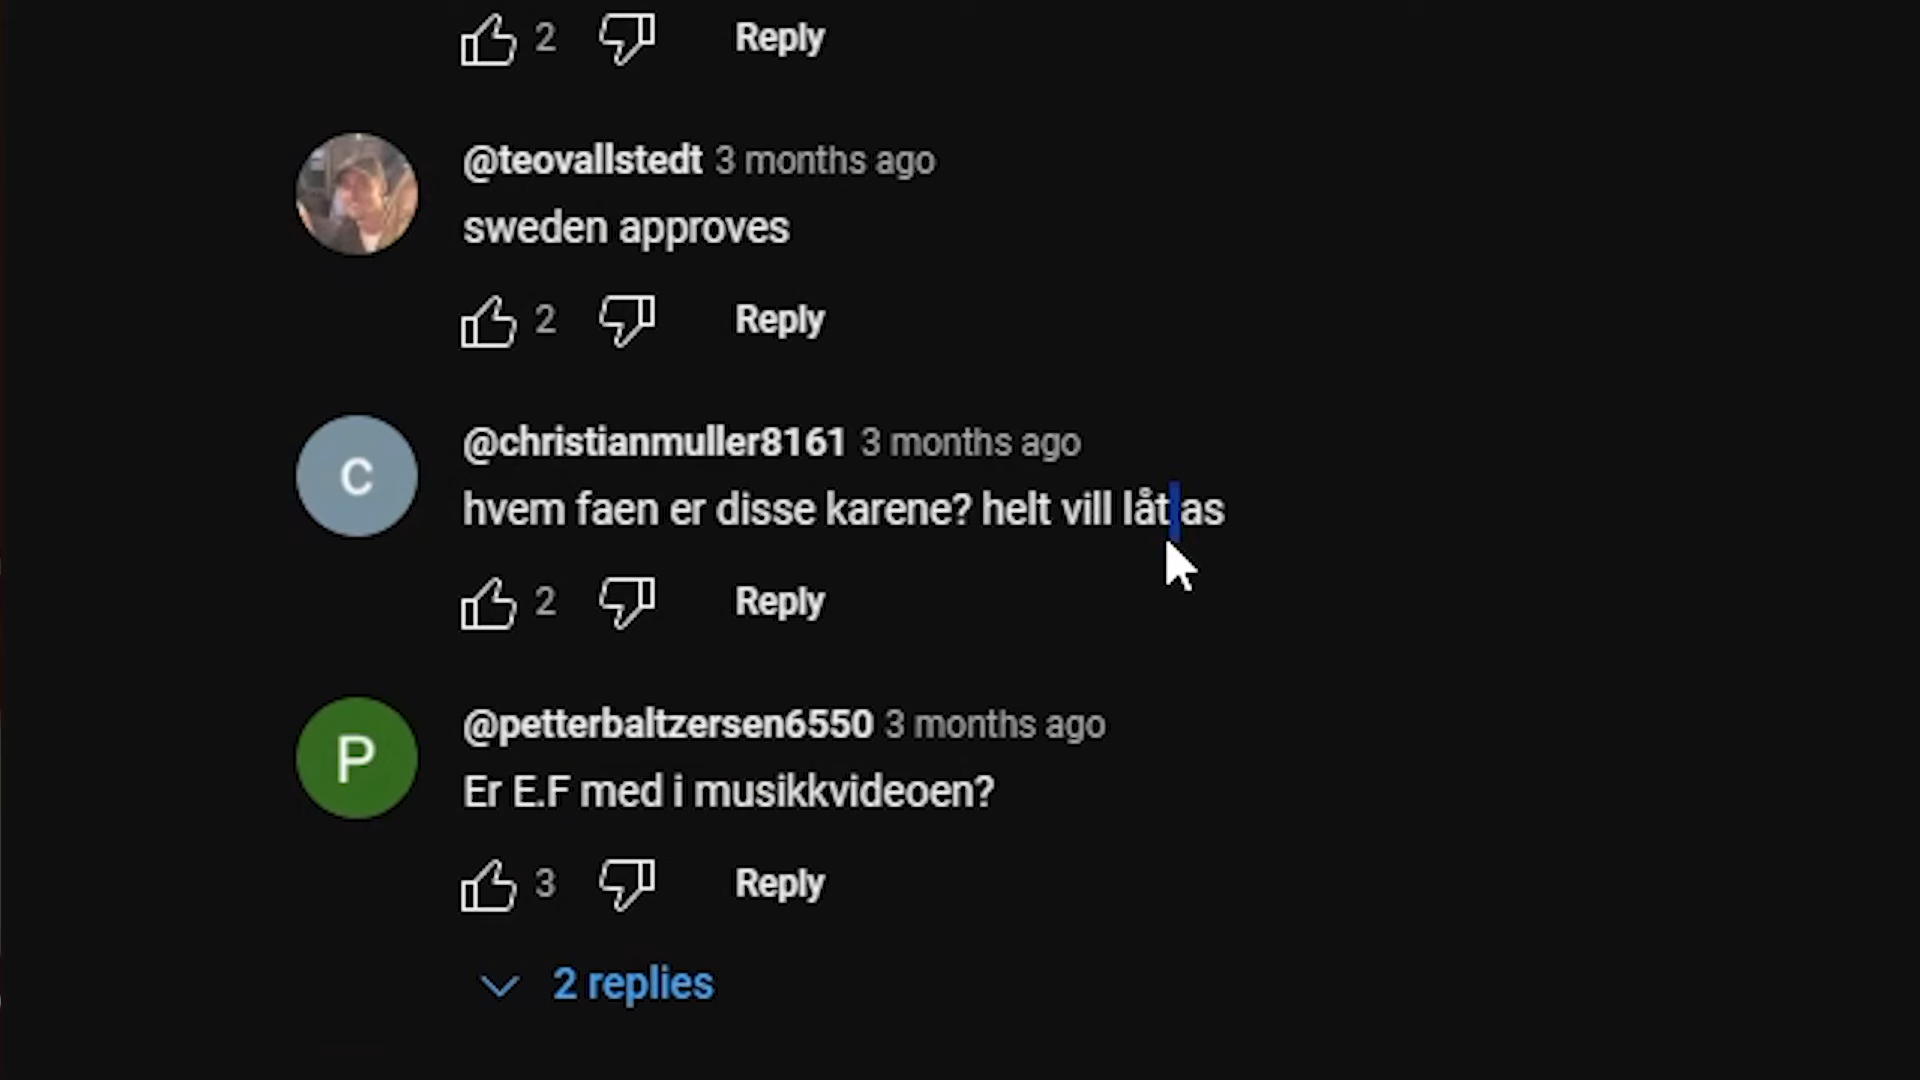 2 Reply
@teovallstedt 3 months ago
sweden approves
2 Reply
C
@christianmuller8161 3 months ago
hvem faen er disse karene? helt vill låt as
2 Reply
P
@petterbaltzersen6550 3 months ago
Er E.F med i musikkvideoen?
3 Reply
2 replies